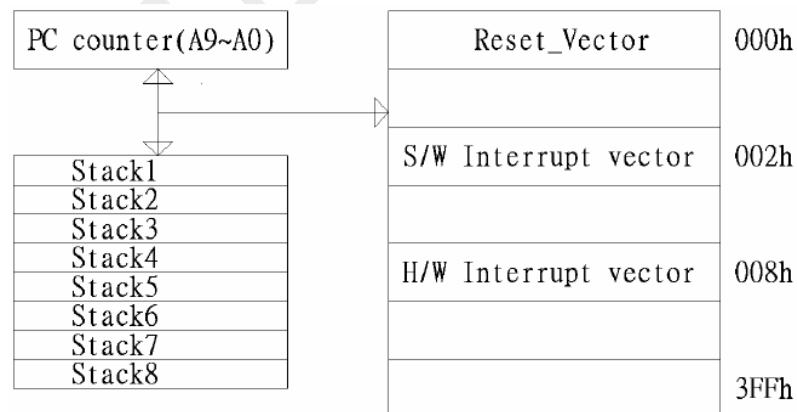 PC counter(A9~A0)
Stack1
Stack2
Stack3
Stack4
Stack5
Stack6
Stack7
Stack8
Reset_Vector 000h
S/W Interrupt vector 002h
H/W Interrupt vector 008h
3FFh